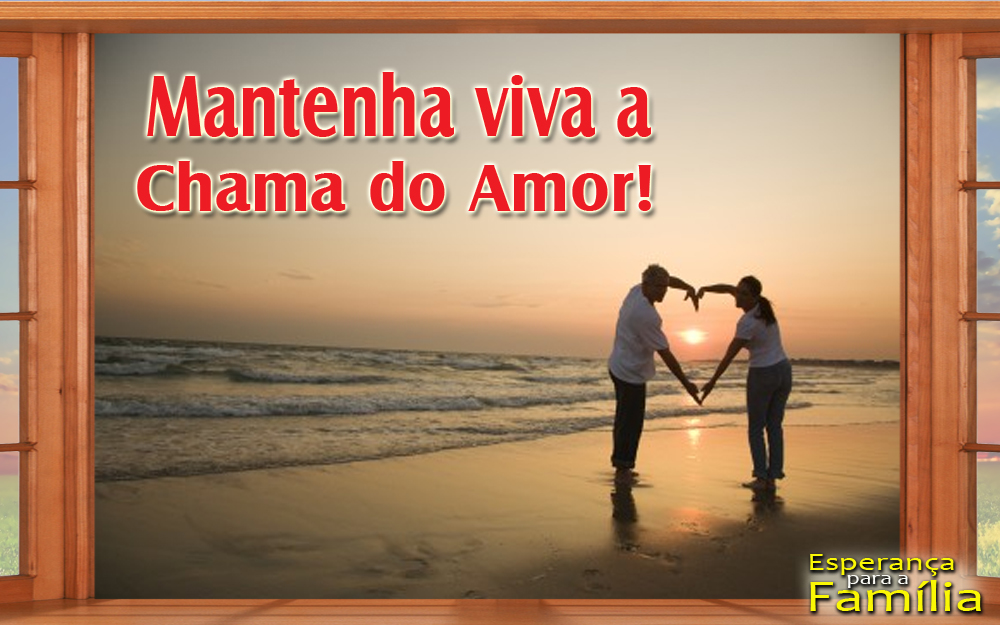 Mantenha viva a
Chama do Amor!
Esperança
para a
Família